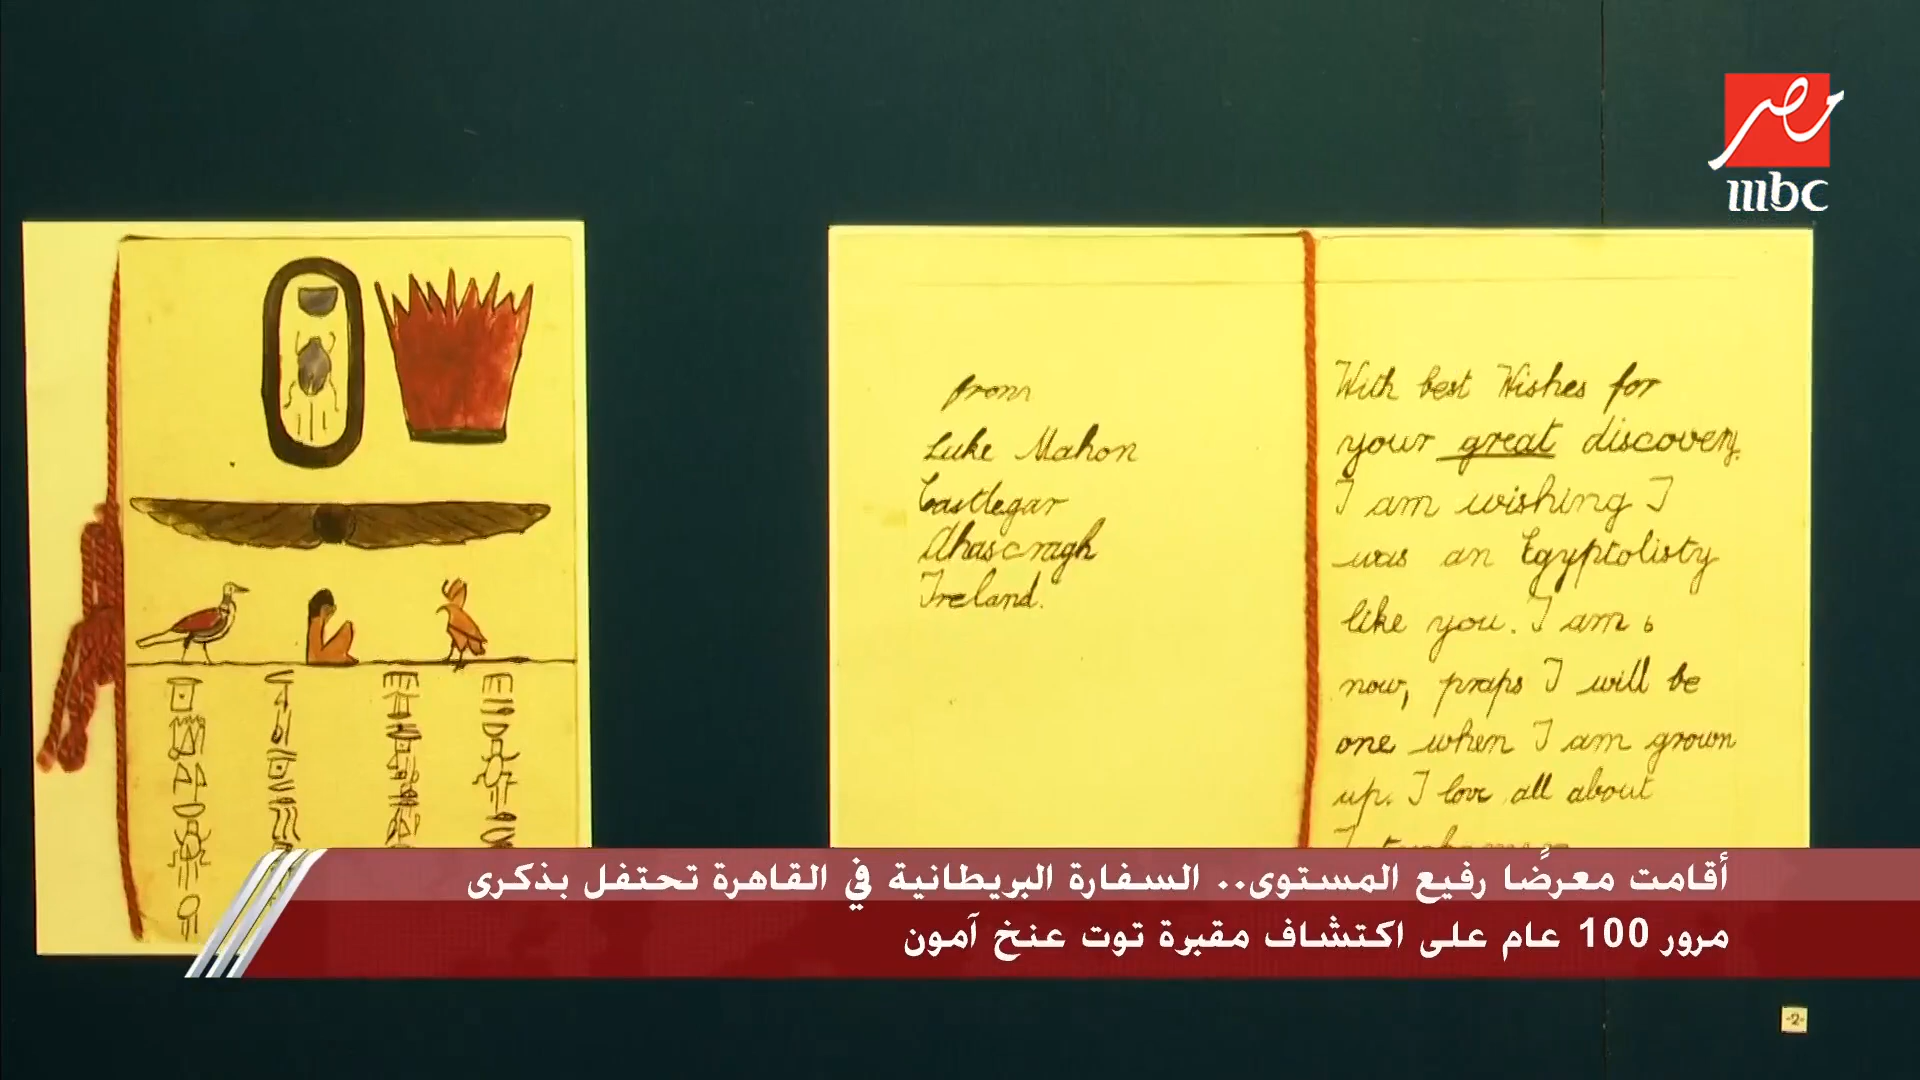 مصر
mbc
from
Luke Mahon
Castlegar
Ahascragh
Ireland.
With best Wishes for
your great discovery.
I am wishing I
was an Egyptolisty
like you. I am 6
now, praps I will be
one when I am grown
up. I love all about
أقامت معرضًا رفيع المستوى.. السفارة البريطانية في القاهرة تحتفل بذكرى
مرور 100 عام على اكتشاف مقبرة توت عنخ آمون
-2-